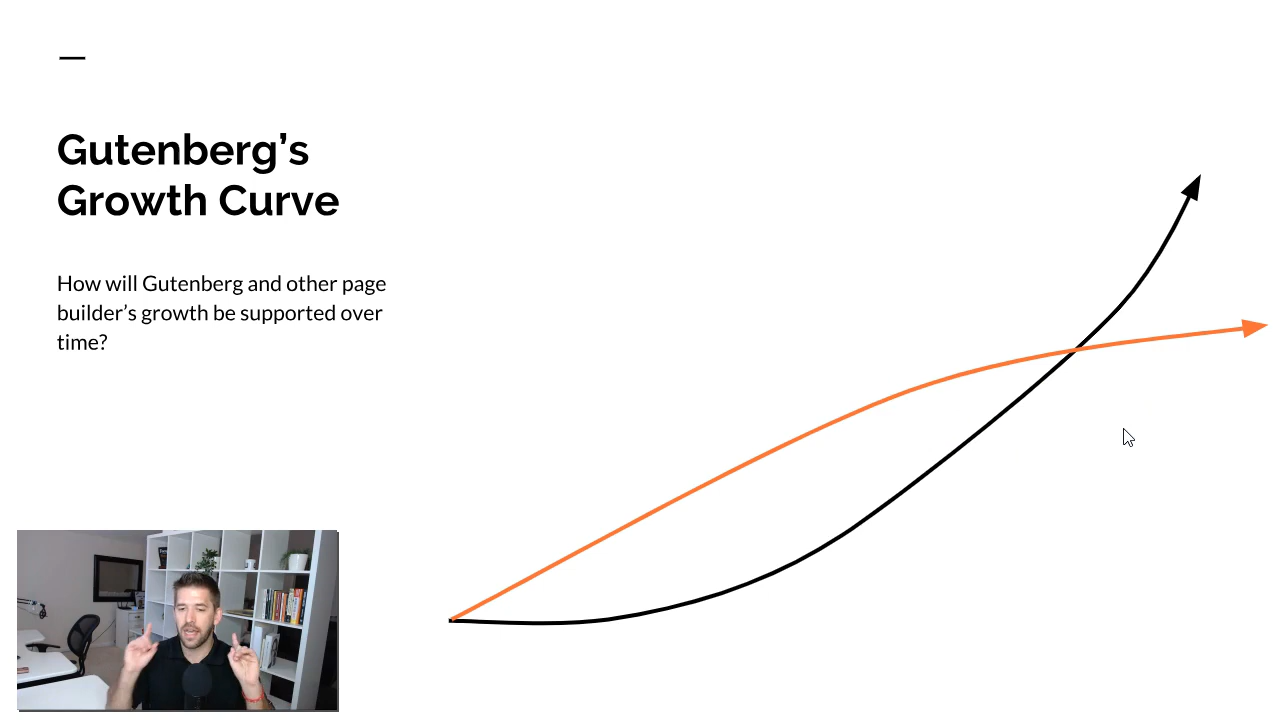 Gutenberg’s
Growth Curve
How will Gutenberg and other page
builder’s growth be supported over
time?